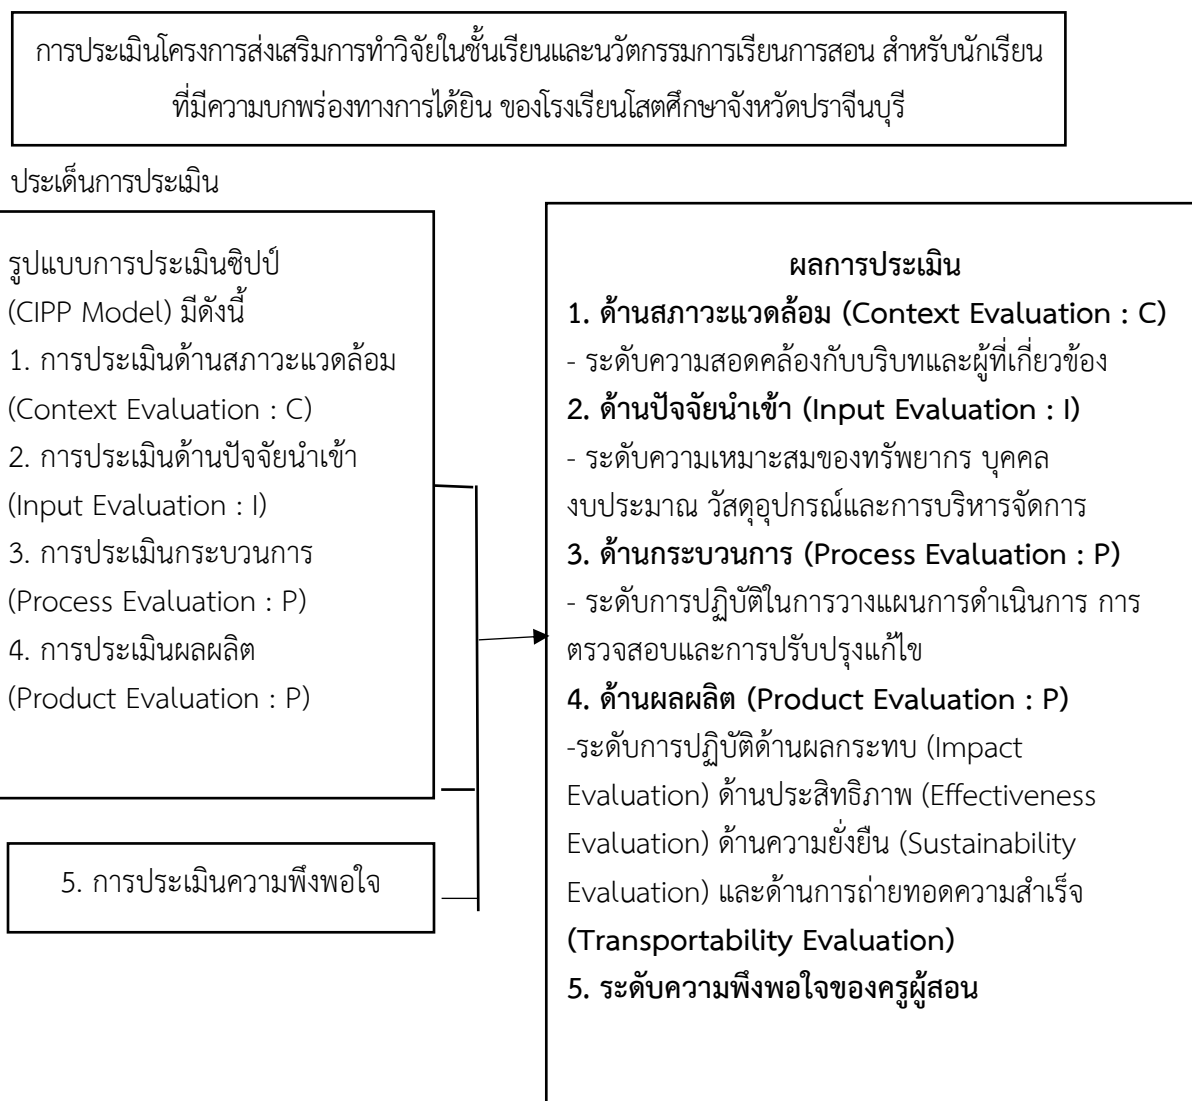 การประเมินโครงการส่งเสริมการทำวิจัยในชั้นเรียนและนวัตกรรมการเรียนการสอน สำหรับนักเรียน
ที่มีความบกพร่องทางการได้ยิน ของโรงเรียนโสตศึกษาจังหวัดปราจีนบุรี
ประเด็นการประเมิน
รูปแบบการประเมินซิปป์
(CIPP Model) มีดังนี้
1. การประเมินด้านสภาวะแวดล้อม
(Context Evaluation : C)
2. การประเมินด้านปัจจัยนำเข้า
(Input Evaluation : I)
3. การประเมินกระบวนการ
(Process Evaluation : P)
4. การประเมินผลผลิต
(Product Evaluation : P)
5. การประเมินความพึงพอใจ
ผลการประเมิน
1. ด้านสภาวะแวดล้อม (Context Evaluation : C)
- ระดับความสอดคล้องกับบริบทและผู้ที่เกี่ยวข้อง
2. ด้านปัจจัยนำเข้า (Input Evaluation : I)
- ระดับความเหมาะสมของทรัพยากร บุคคล
งบประมาณ วัสดุอุปกรณ์และการบริหารจัดการ
3. ด้านกระบวนการ (Process Evaluation : P)
- ระดับการปฏิบัติในการวางแผนการดำเนินการ การ
ตรวจสอบและการปรับปรุงแก้ไข
4. ด้านผลผลิต (Product Evaluation : P)
-ระดับการปฏิบัติด้านผลกระทบ (Impact
Evaluation) ด้านประสิทธิภาพ (Effectiveness
Evaluation) ด้านความยั่งยืน (Sustainability
Evaluation) และด้านการถ่ายทอดความสำเร็จ
(Transportability Evaluation)
5. ระดับความพึงพอใจของครูผู้สอน